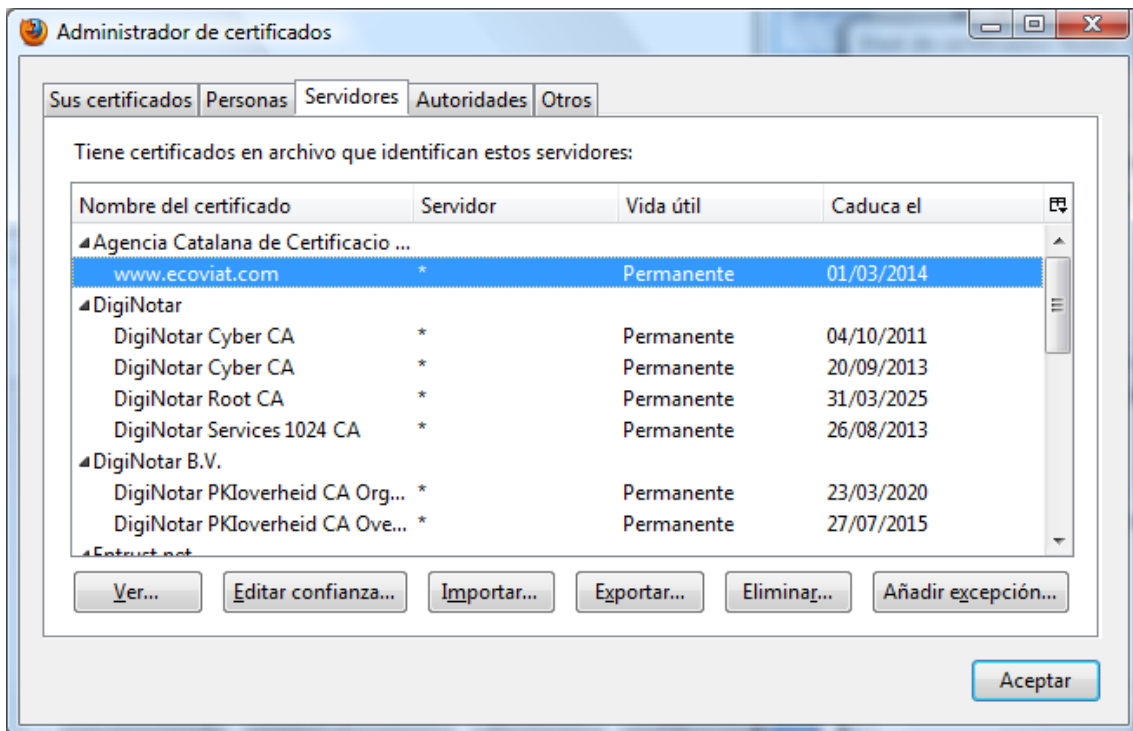 Administrador de certificados
Sus certificados Personas Servidores Autoridades Otros
Tiene certificados en archivo que identifican estos servidores:
Nombre del certificado Servidor Vida útil Caduca el
Agencia Catalana de Certificacio ...
www.ecoviat.com * Permanente 01/03/2014
DigiNotar
DigiNotar Cyber CA * Permanente 04/10/2011
DigiNotar Cyber CA * Permanente 20/09/2013
DigiNotar Root CA * Permanente 31/03/2025
DigiNotar Services 1024 CA * Permanente 26/08/2013
DigiNotar B.V.
DigiNotar PKIoverheid CA Org... * Permanente 23/03/2020
DigiNotar PKIoverheid CA Ove... * Permanente 27/07/2015
Entrust.net
Ver... Editar confianza... Importar... Exportar... Eliminar... Añadir excepción...
Aceptar